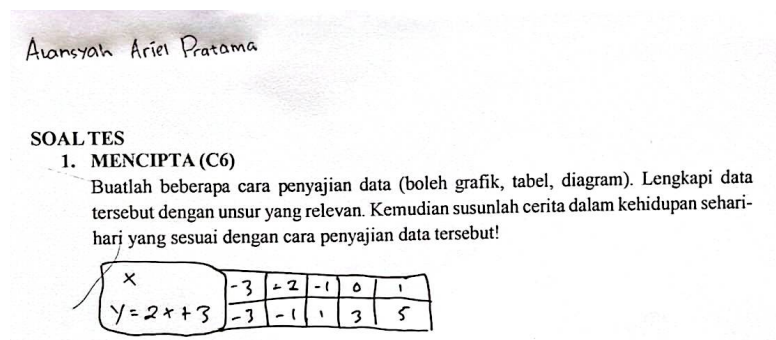 Alansyah Ariel Pratama
SOAL TES
1. MENCIPTA (C6)
Buatlah beberapa cara penyajian data (boleh grafik, tabel, diagram). Lengkapi data
tersebut dengan unsur yang relevan. Kemudian susunlah cerita dalam kehidupan sehari-
hari yang sesuai dengan cara penyajian data tersebut!
x -3 -2 -1 0 1
y=2x+3 -3 -1 1 3 5